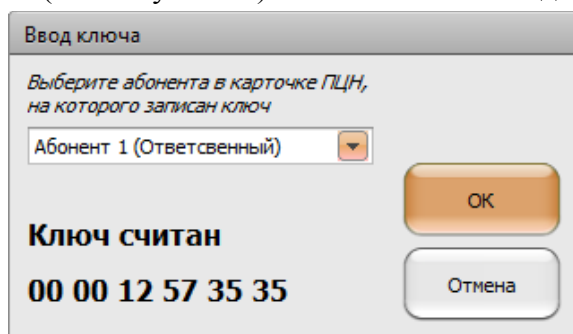 Ввод ключа
Выберите абонента в карточке ПЦН,
на которого записан ключ
Абонент 1 (Ответсвенный)
ОК
Ключ считан
00 00 12 57 35 35
Отмена